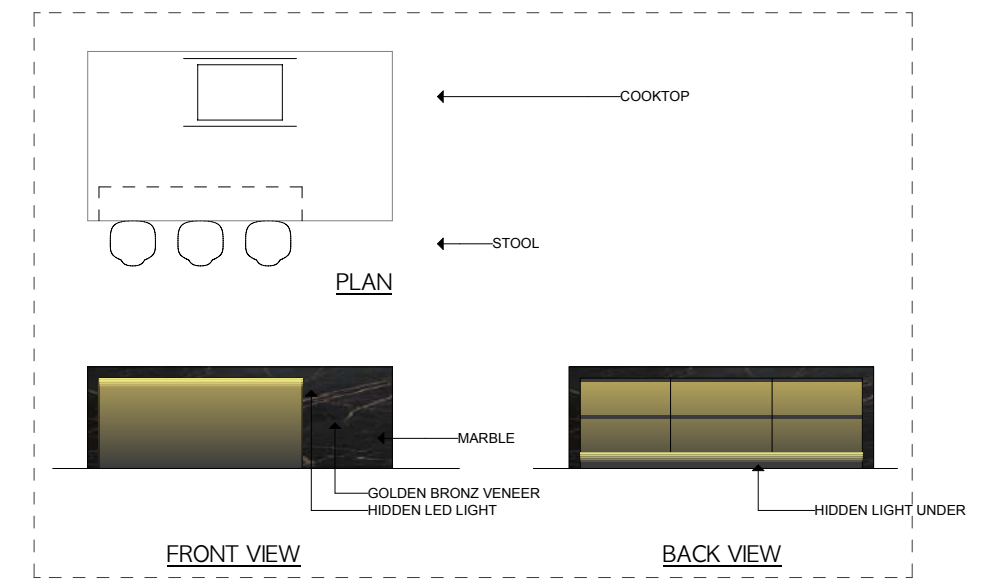 COOKTOP
STOOL
PLAN
MARBLE
GOLDEN BRONZ VENEER
HIDDEN LED LIGHT
HIDDEN LIGHT UNDER
FRONT VIEW
BACK VIEW